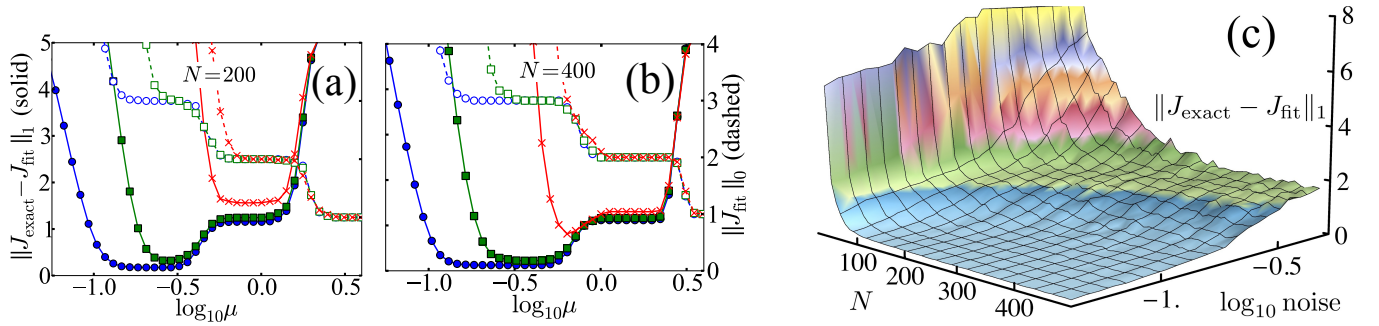 ‖J_exact − J_fit‖_1 (solid)
5
4
3
2
1
0
N=200
(a)
−1.0
−0.5
0.0
0.5
log_10 μ
N=400
(b)
−1.0
−0.5
0.0
0.5
log_10 μ
4
3
2
1
0
‖J_fit‖_0 (dashed)
(c)
8
6
4
2
0
‖J_exact − J_fit‖_1
100
200
300
400
N
−1.
−0.5
log_10 noise